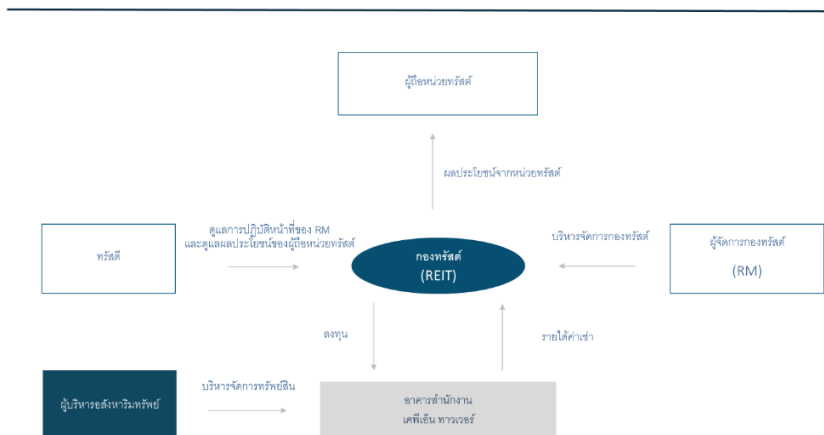 ผู้ถือหน่วยทรัสต์
ผลประโยชน์จากหน่วยทรัสต์
ดูแลการปฏิบัติหน้าที่ของ RM
และดูแลผลประโยชน์ของผู้ถือหน่วยทรัสต์
บริหารจัดการกองทรัสต์
ทรัสตี
กองทรัสต์
(REIT)
ผู้จัดการกองทรัสต์
(RM)
ลงทุน
รายได้ค่าเช่า
ผู้บริหารอสังหาริมทรัพย์
บริหารจัดการทรัพย์สิน
อาคารสำนักงาน
เคพีเอ็น ทาวเวอร์